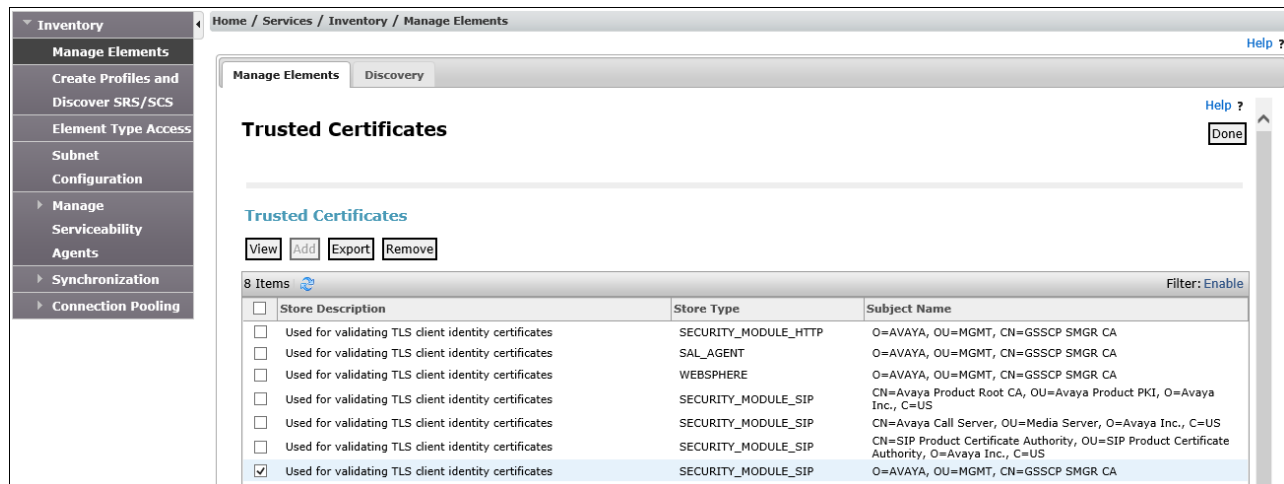 Inventory
Manage Elements
Create Profiles and
Discover SRS/SCS
Element Type Access
Subnet
Configuration
Manage
Serviceability
Agents
Synchronization
Connection Pooling
Home / Services / Inventory / Manage Elements
Help ?
Manage Elements Discovery
Help ?
Trusted Certificates
Done
Trusted Certificates
View Add Export Remove
8 Items Filter: Enable
Store Description Store Type Subject Name
Used for validating TLS client identity certificates SECURITY_MODULE_HTTP O=AVAYA, OU=MGMT, CN=GSSCP SMGR CA
Used for validating TLS client identity certificates SAL_AGENT O=AVAYA, OU=MGMT, CN=GSSCP SMGR CA
Used for validating TLS client identity certificates WEBSPHERE O=AVAYA, OU=MGMT, CN=GSSCP SMGR CA
Used for validating TLS client identity certificates SECURITY_MODULE_SIP CN=Avaya Product Root CA, OU=Avaya Product PKI, O=Avaya
Inc., C=US
Used for validating TLS client identity certificates SECURITY_MODULE_SIP CN=Avaya Call Server, OU=Media Server, O=Avaya Inc., C=US
Used for validating TLS client identity certificates SECURITY_MODULE_SIP CN=SIP Product Certificate Authority, OU=SIP Product Certificate
Authority, O=Avaya Inc., C=US
Used for validating TLS client identity certificates SECURITY_MODULE_SIP O=AVAYA, OU=MGMT, CN=GSSCP SMGR CA